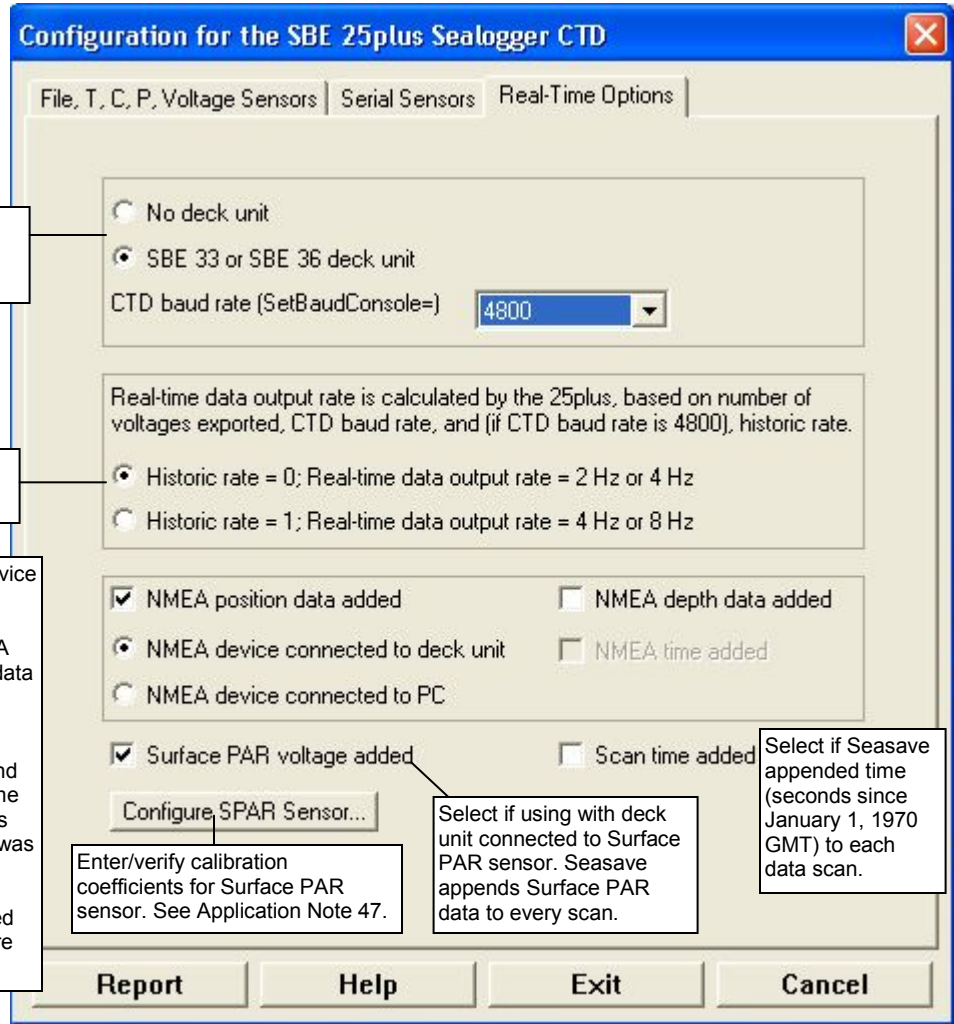 Configuration for the SBE 25plus Sealogger CTD
File, T, C, P, Voltage Sensors
Serial Sensors
Real-Time Options
No deck unit
SBE 33 or SBE 36 deck unit
CTD baud rate (SetBaudConsole=)
4800
Real-time data output rate is calculated by the 25plus, based on number of
voltages exported, CTD baud rate, and (if CTD baud rate is 4800), historic rate.
Historic rate = 0; Real-time data output rate = 2 Hz or 4 Hz
Historic rate = 1; Real-time data output rate = 4 Hz or 8 Hz
NMEA position data added
NMEA depth data added
NMEA device connected to deck unit
NMEA time added
NMEA device connected to PC
Surface PAR voltage added
Scan time added
Configure SPAR Sensor...
Enter/verify calibration
coefficients for Surface PAR
sensor. See Application Note 47.
Select if using with deck
unit connected to Surface
PAR sensor. Seasave
appends Surface PAR
data to every scan.
Select if Seasave
appended time
(seconds since
January 1, 1970
GMT) to each
data scan.
was
Report
Help
Exit
Cancel